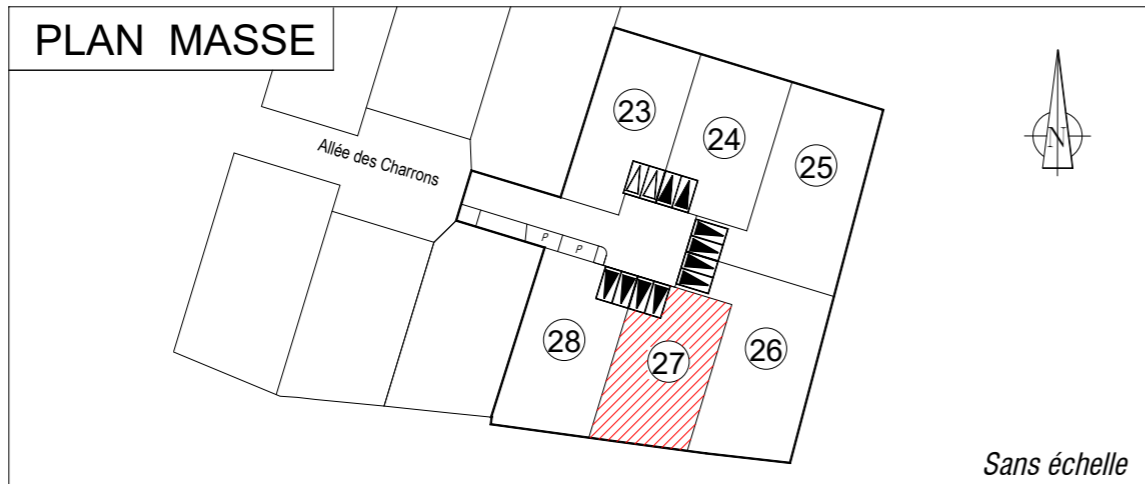 PLAN MASSE
23
24
25
N
Allée des Charrons
P P
28
27
26
Sans échelle